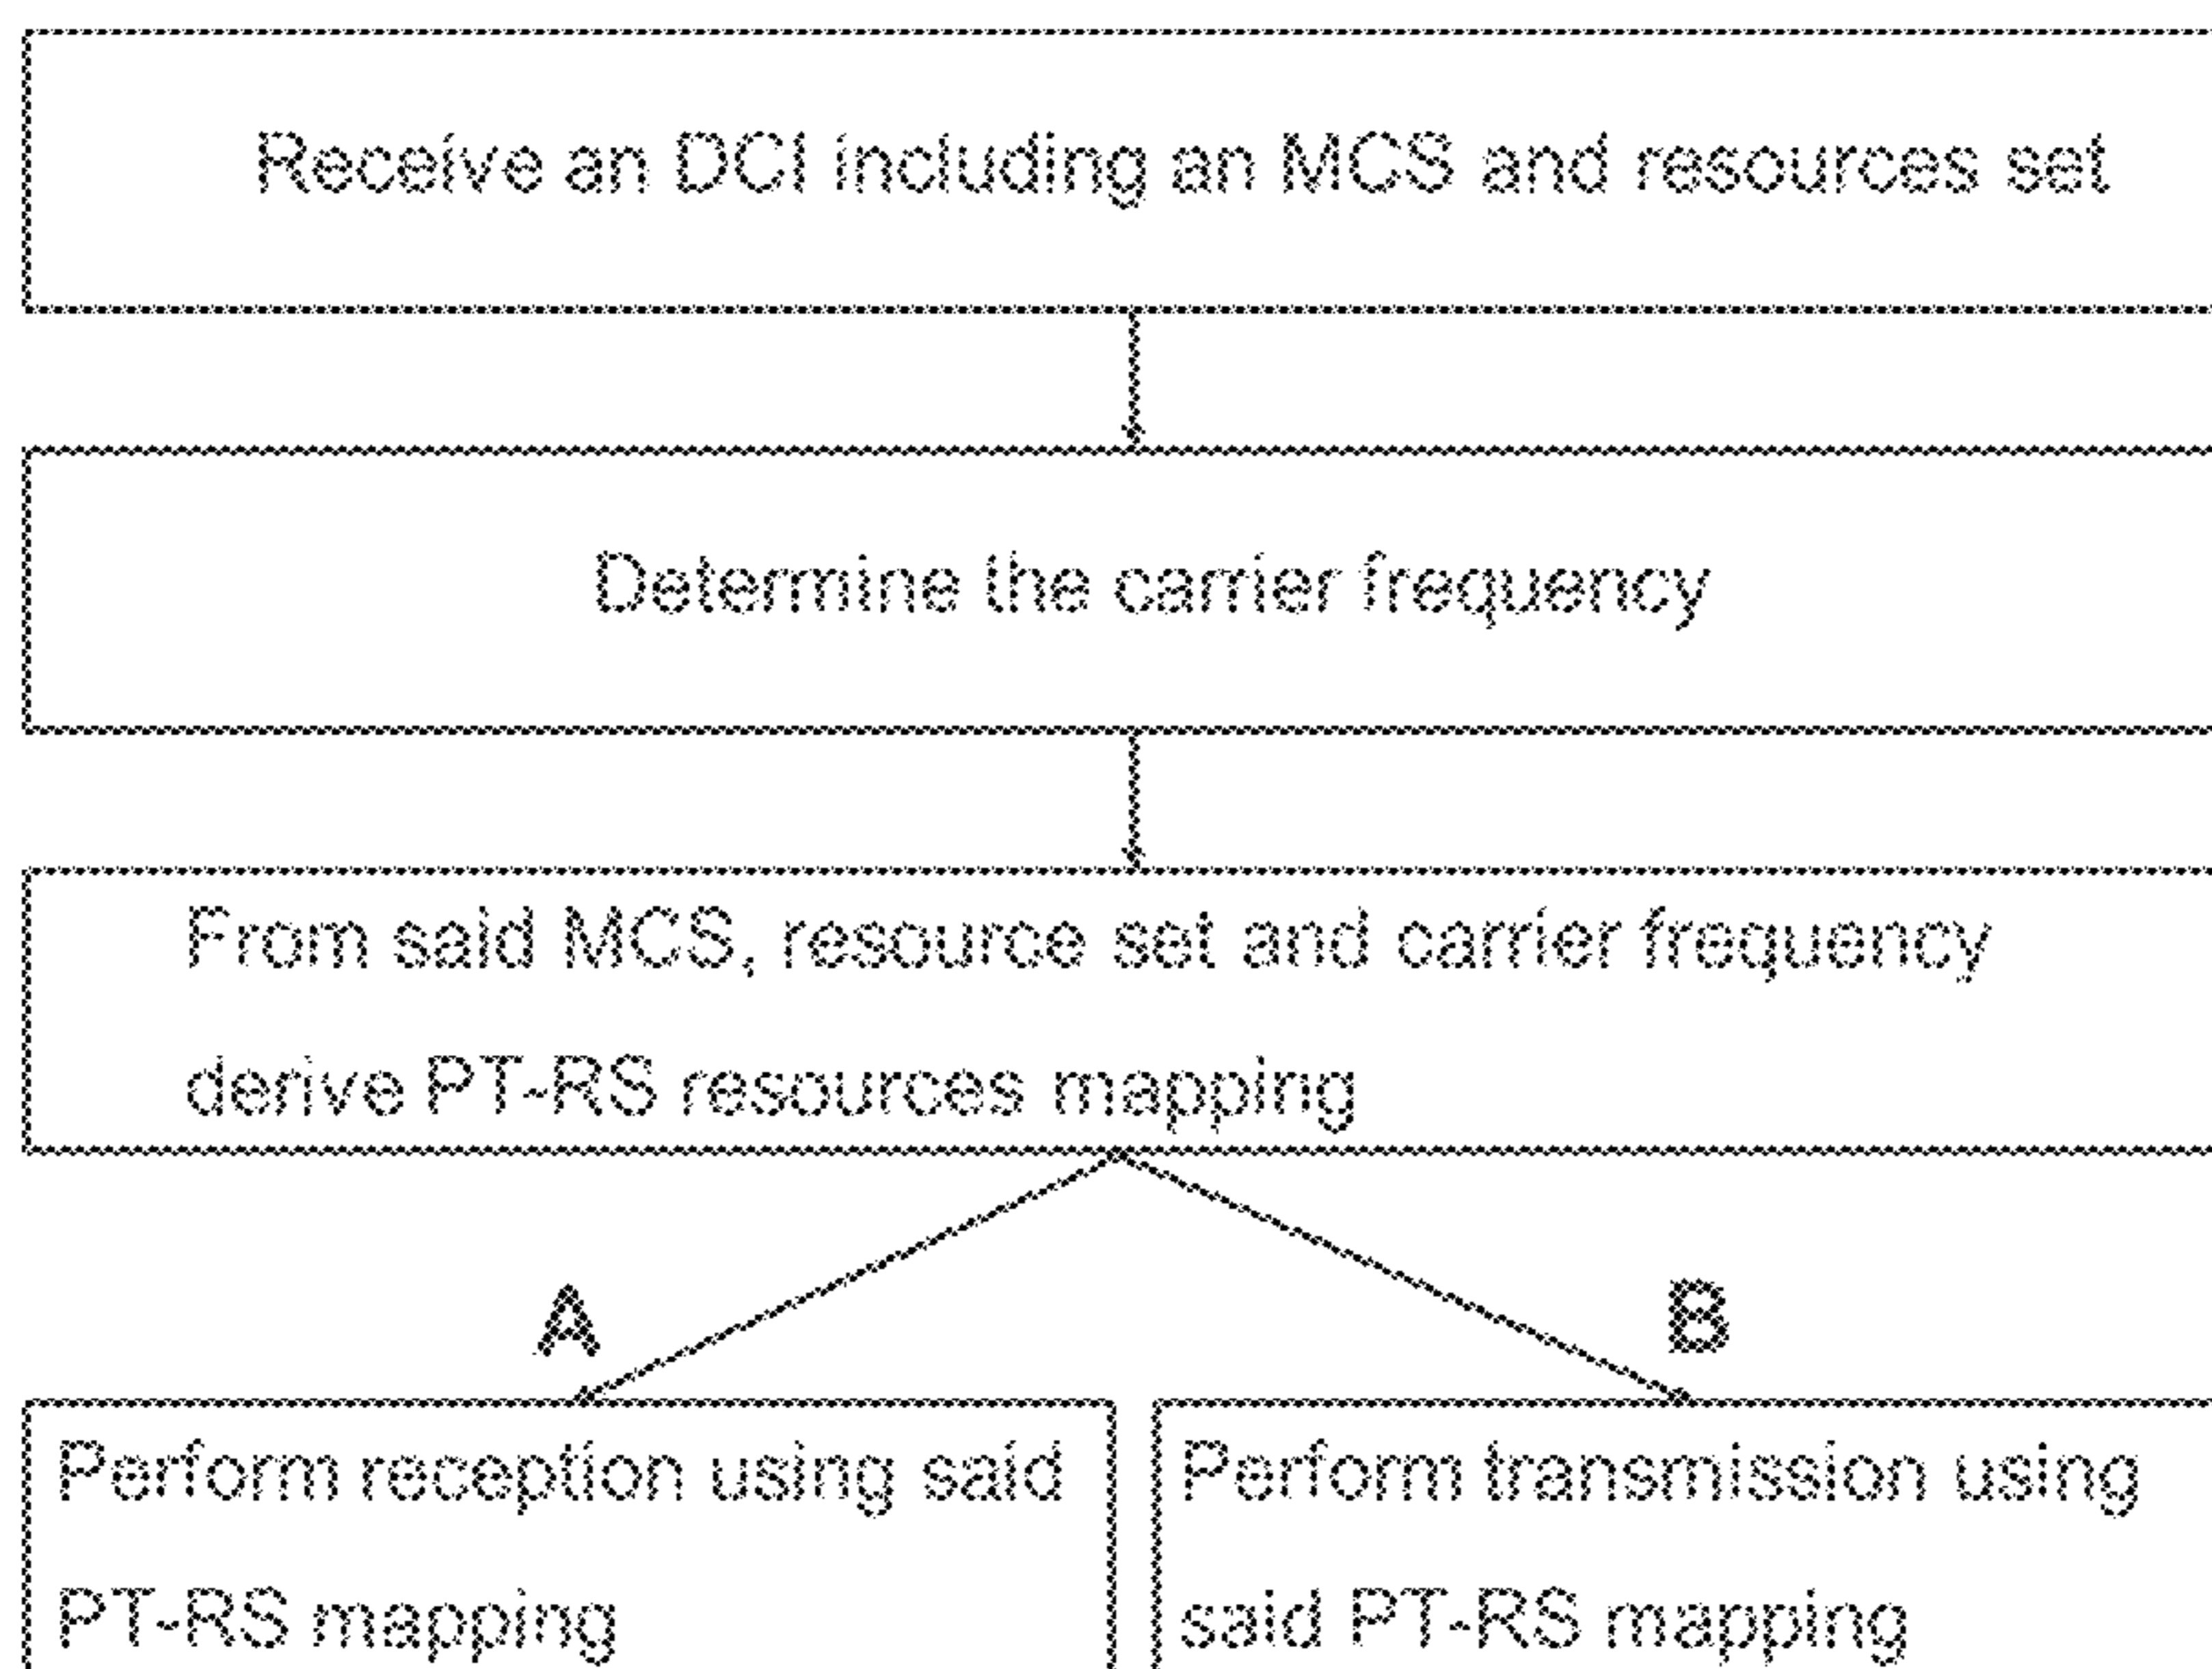 Receive an DCI including an MCS and resources set
Determine the carrier frequency
From said MCS, resource set and carrier frequency
derive PT-RS resources mapping
A
B
Perform reception using said
PT-RS mapping
Perform transmission using
said PT-RS mapping